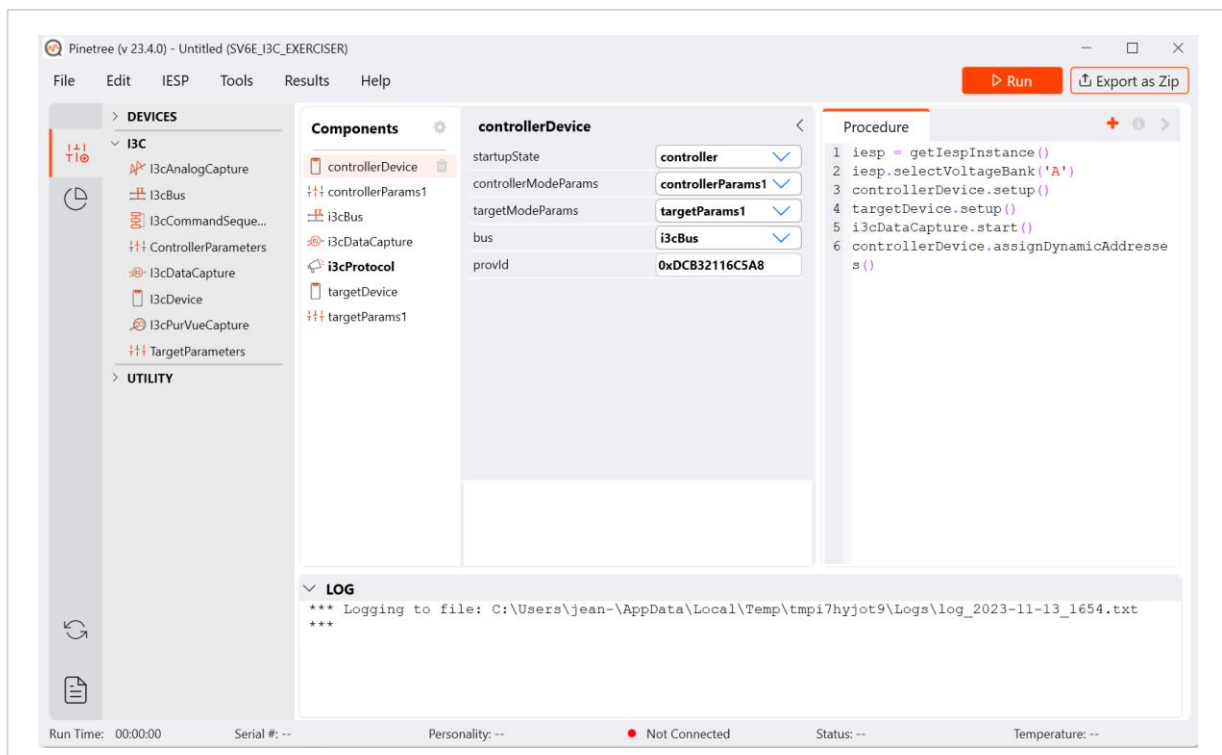 Pinetree (v 23.4.0) - Untitled (SV6E_I3C_EXERCISER)
File Edit IESP Tools Results Help
Run
Export as Zip
DEVICES
I3C
I3cAnalogCapture
I3cBus
I3cCommandSeque...
ControllerParameters
I3cDataCapture
I3cDevice
I3cPurVueCapture
TargetParameters
UTILITY
Components
controllerDevice
controllerParams1
i3cBus
i3cDataCapture
i3cProtocol
targetDevice
targetParams1
controllerDevice
startupState controller
controllerModeParams controllerParams1
targetModeParams targetParams1
bus i3cBus
provId 0xDCB32116C5A8
Procedure
1 iesp = getIespInstance()
2 iesp.selectVoltageBank('A')
3 controllerDevice.setup()
4 targetDevice.setup()
5 i3cDataCapture.start()
6 controllerDevice.assignDynamicAddresse
s()
LOG
*** Logging to file: C:\Users\jean-\AppData\Local\Temp\tmpi7hyjot9\Logs\log_2023-11-13_1654.txt
***
Run Time: 00:00:00 Serial #: -- Personality: -- Not Connected Status: -- Temperature: --